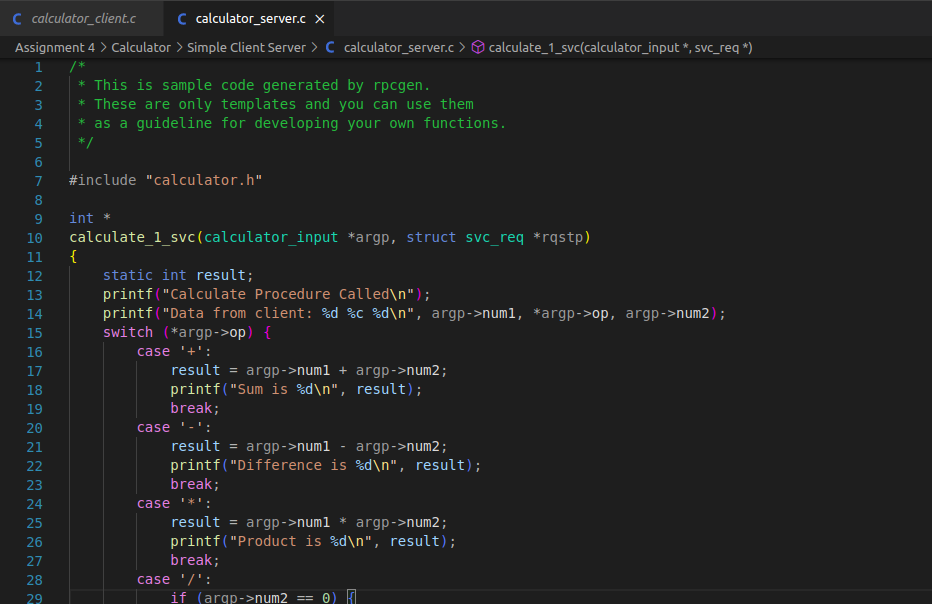 calculator_client.c calculator_server.c
Assignment 4 > Calculator > Simple Client Server > calculator_server.c > calculate_1_svc(calculator_input *, svc_req *)
1 /*
2 * This is sample code generated by rpcgen.
3 * These are only templates and you can use them
4 * as a guideline for developing your own functions.
5 */
6
7 #include "calculator.h"
8
9 int *
10 calculate_1_svc(calculator_input *argp, struct svc_req *rqstp)
11 {
12 static int result;
13 printf("Calculate Procedure Called\n");
14 printf("Data from client: %d %c %d\n", argp->num1, *argp->op, argp->num2);
15 switch (*argp->op) {
16 case '+':
17 result = argp->num1 + argp->num2;
18 printf("Sum is %d\n", result);
19 break;
20 case '-':
21 result = argp->num1 - argp->num2;
22 printf("Difference is %d\n", result);
23 break;
24 case '*':
25 result = argp->num1 * argp->num2;
26 printf("Product is %d\n", result);
27 break;
28 case '/':
29 if (argp->num2 == 0) {